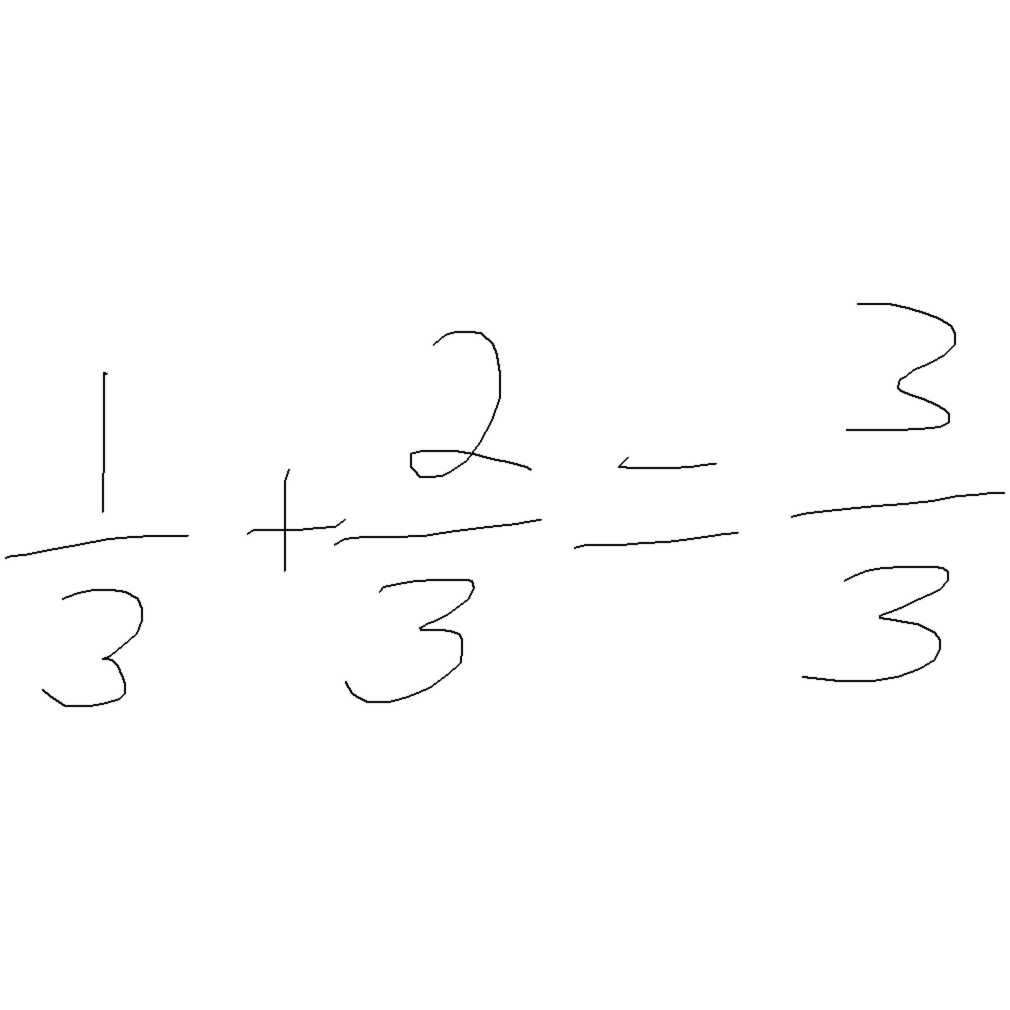 1/3 + 2/3 = 3/3